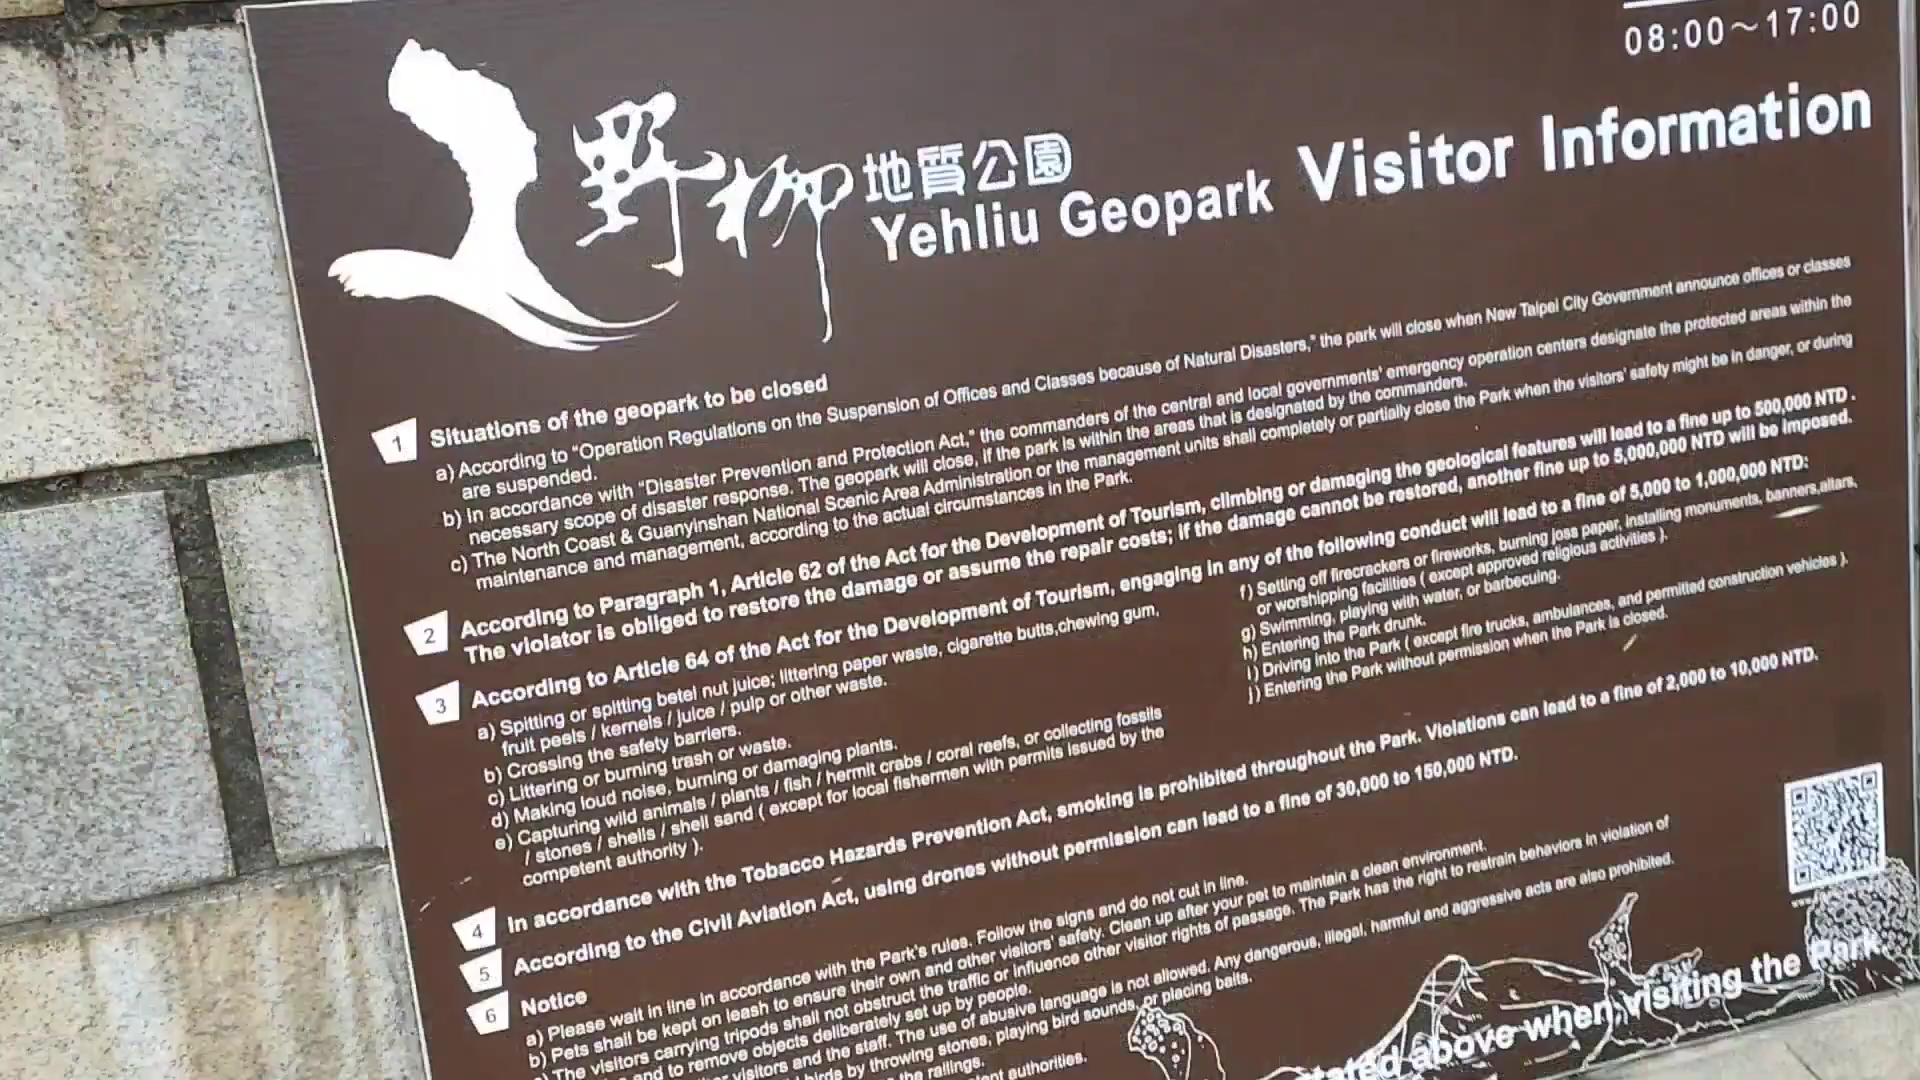 08:00~17:00
野柳地質公園
Yehliu Geopark Visitor Information
1 Situations of the geopark to be closed
a) According to "Operation Regulations on the Suspension of Offices and Classes because of Natural Disasters," the park will close when New Taipei City Government announce offices or classes
are suspended.
b) In accordance with "Disaster Prevention and Protection Act," the commanders of the central and local governments' emergency operation centers designate the protected areas within the
necessary scope of disaster response. The geopark will close, if the park is within the areas that is designated by the commanders.
c) The North Coast & Guanyinshan National Scenic Area Administration or the management units shall completely or partially close the Park when the visitors' safety might be in danger, or during
maintenance and management, according to the actual circumstances in the Park.
2 According to Paragraph 1, Article 62 of the Act for the Development of Tourism, climbing or damaging the geological features will lead to a fine up to 500,000 NTD .
The violator is obliged to restore the damage or assume the repair costs; if the damage cannot be restored, another fine up to 5,000,000 NTD will be imposed.
3 According to Article 64 of the Act for the Development of Tourism, engaging in any of the following conduct will lead to a fine of 5,000 to 1,000,000 NTD:
a) Spitting or spitting betel nut juice; littering paper waste, cigarette butts,chewing gum,
fruit peels / kernels / juice / pulp or other waste.
b) Crossing the safety barriers.
c) Littering or burning trash or waste.
d) Making loud noise, burning or damaging plants.
e) Capturing wild animals / plants / fish / hermit crabs / coral reefs, or collecting fossils
/ stones / shells / shell sand ( except for local fishermen with permits issued by the
competent authority ).
f) Setting off firecrackers or fireworks, burning joss paper, installing monuments, banners,altars,
or worshipping facilities ( except approved religious activities ).
g) Swimming, playing with water, or barbecuing.
h) Entering the Park drunk.
i) Driving into the Park ( except fire trucks, ambulances, and permitted construction vehicles ).
j) Entering the Park without permission when the Park is closed.
4 In accordance with the Tobacco Hazards Prevention Act, smoking is prohibited throughout the Park. Violations can lead to a fine of 2,000 to 10,000 NTD.
5 According to the Civil Aviation Act, using drones without permission can lead to a fine of 30,000 to 150,000 NTD.
6 Notice
a) Please wait in line in accordance with the Park's rules. Follow the signs and do not cut in line.
b) Pets shall be kept on leash to ensure their own and other visitors' safety. Clean up after your pet to maintain a clean environment.
The visitors carrying tripods shall not obstruct the traffic or influence other visitor rights of passage. The Park has the right to restrain behaviors in violation of
and to remove objects deliberately set up by people.
visitors and the staff. The use of abusive language is not allowed. Any dangerous, illegal, harmful and aggressive acts are also prohibited.
birds by throwing stones, playing bird sounds, or placing baits.
the railings.
authorities.
stated above when visiting the Park.